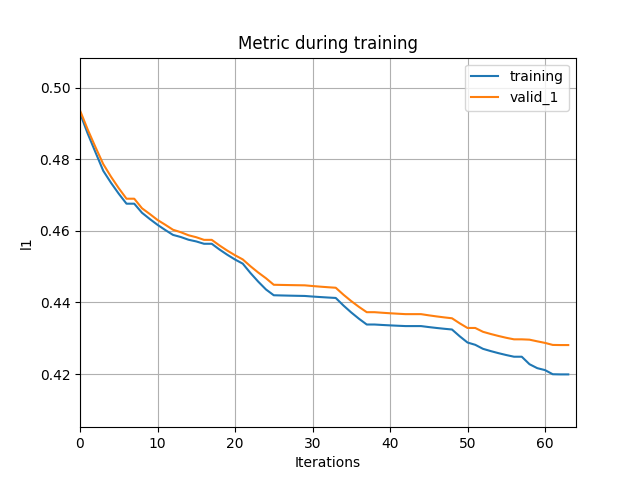 Metric during training
training
valid_1
l1
0.50
0.48
0.46
0.44
0.42
0 10 20 30 40 50 60
Iterations